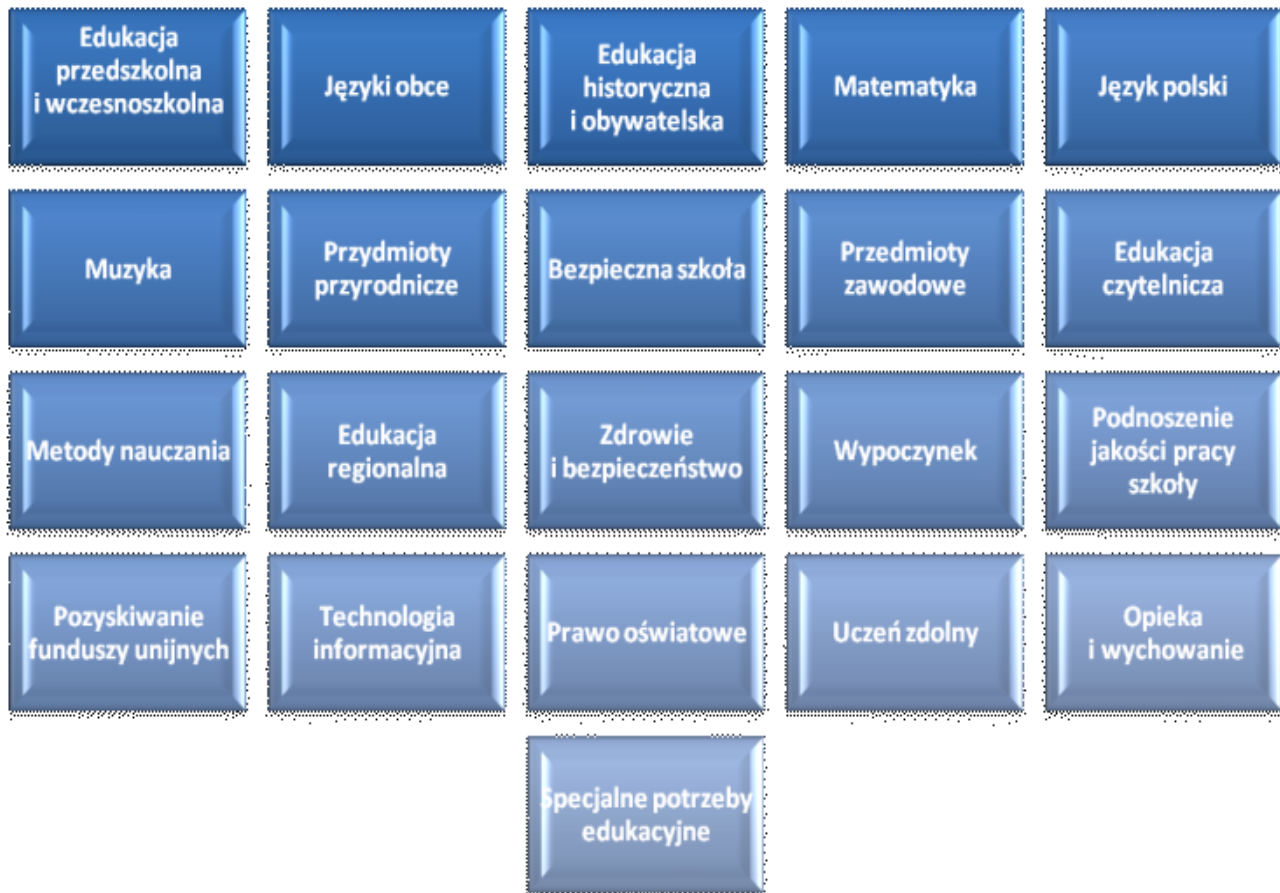 Edukacja
przedszkolna
i wczesnoszkolna
Języki obce
Edukacja
historyczna
i obywatelska
Matematyka
Język polski
Muzyka
Przydmioty
przyrodnicze
Bezpieczna szkoła
Przedmioty
zawodowe
Edukacja
czytelnicza
Metody nauczania
Edukacja
regionalna
Zdrowie
i bezpieczeństwo
Wypoczynek
Podnoszenie
jakości pracy
szkoły
Pozyskiwanie
funduszy unijnych
Technologia
informacyjna
Prawo oświatowe
Uczeń zdolny
Opieka
i wychowanie
Specjalne potrzeby
edukacyjne